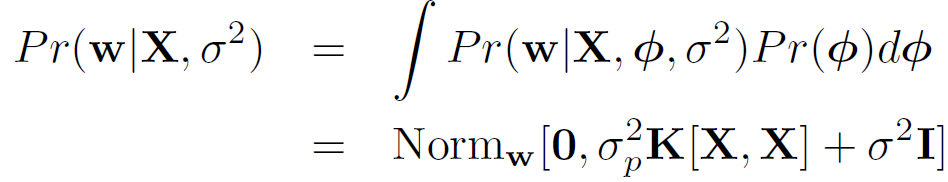 Pr(𝐰|𝐗, σ²) = ∫ Pr(𝐰|𝐗, ϕ, σ²)Pr(ϕ)dϕ
= Norm_𝐰[𝟎, σ_p²𝐊[𝐗, 𝐗] + σ²𝐈]